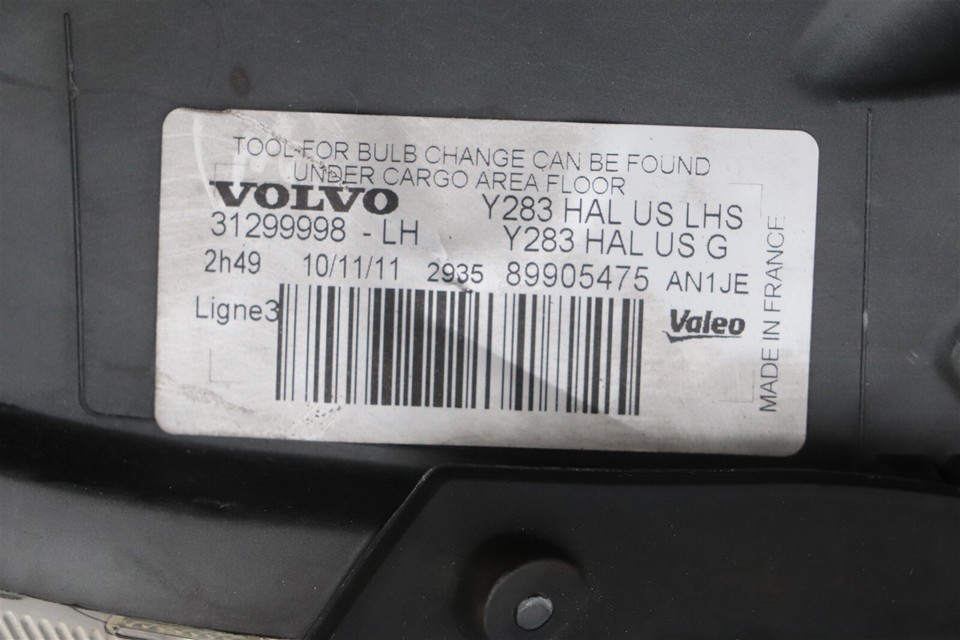 TOOL FOR BULB CHANGE CAN BE FOUND
UNDER CARGO AREA FLOOR
VOLVO Y283 HAL US LHS
31299998 - LH Y283 HAL US G
2h49 10/11/11 2935 89905475 AN1JE
Ligne3
Valeo
MADE IN FRANCE